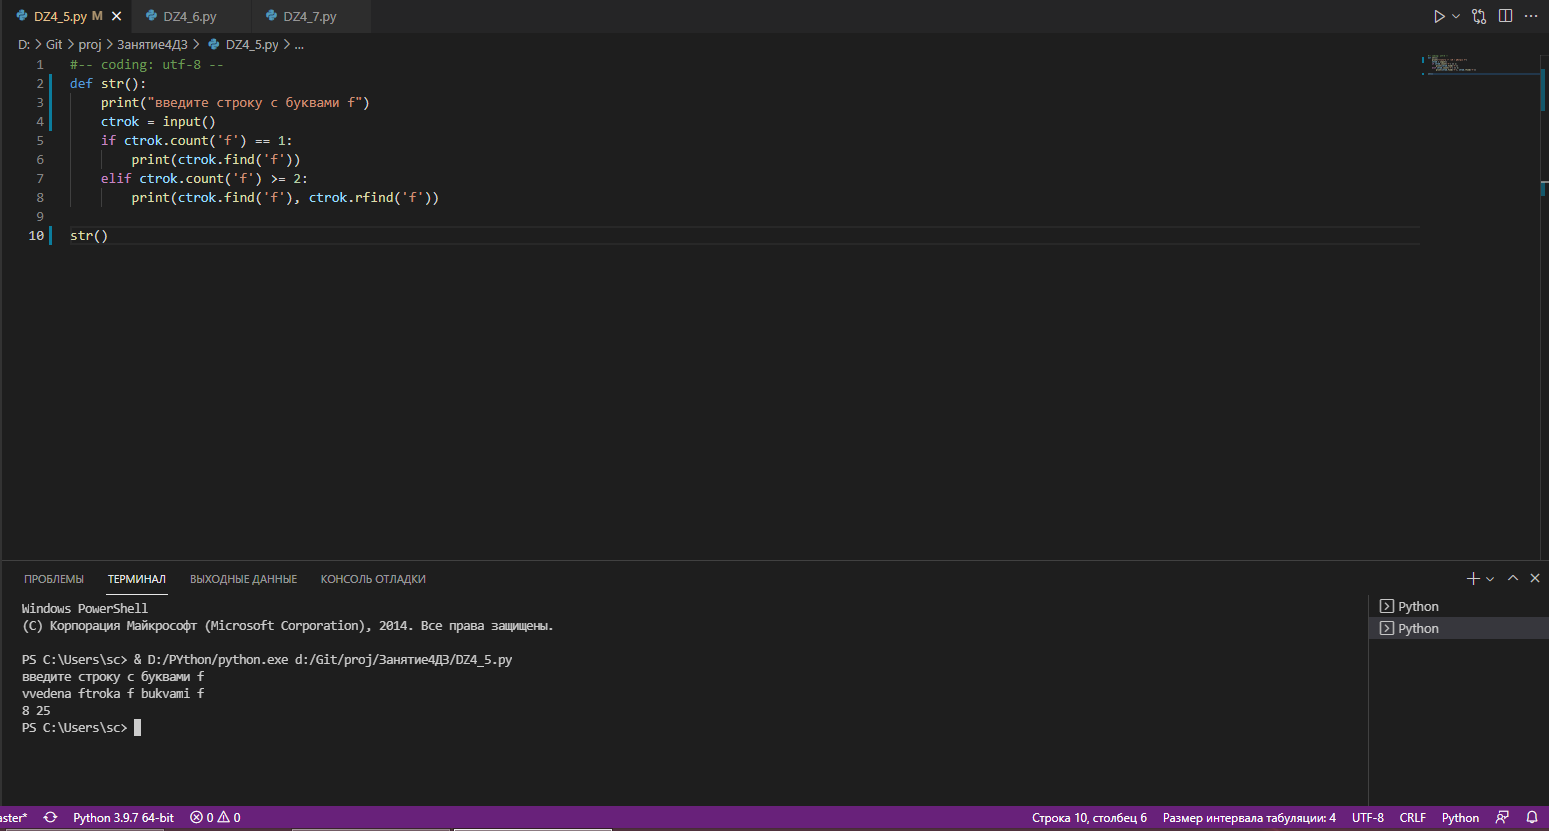 DZ4_5.py M DZ4_6.py DZ4_7.py
D: > Git > proj > Занятие4ДЗ > DZ4_5.py > ...
1 #-- coding: utf-8 --
2 def str():
3     print("введите строку с буквами f")
4     ctrok = input()
5     if ctrok.count('f') == 1:
6         print(ctrok.find('f'))
7     elif ctrok.count('f') >= 2:
8         print(ctrok.find('f'), ctrok.rfind('f'))
9
10 str()
ПРОБЛЕМЫ ТЕРМИНАЛ ВЫХОДНЫЕ ДАННЫЕ КОНСОЛЬ ОТЛАДКИ
Windows PowerShell
(C) Корпорация Майкрософт (Microsoft Corporation), 2014. Все права защищены.
PS C:\Users\sc> & D:/PYthon/python.exe d:/Git/proj/Занятие4ДЗ/DZ4_5.py
введите строку с буквами f
vvedena ftroka f bukvami f
8 25
PS C:\Users\sc>
Python
Python
aster* Python 3.9.7 64-bit 0 0 Строка 10, столбец 6 Размер интервала табуляции: 4 UTF-8 CRLF Python